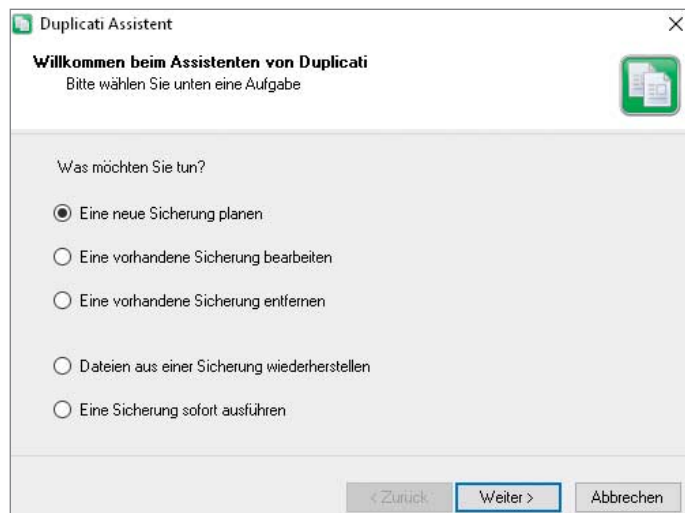 Duplicati Assistent
Willkommen beim Assistenten von Duplicati
Bitte wählen Sie unten eine Aufgabe
Was möchten Sie tun?
Eine neue Sicherung planen
Eine vorhandene Sicherung bearbeiten
Eine vorhandene Sicherung entfernen
Dateien aus einer Sicherung wiederherstellen
Eine Sicherung sofort ausführen
< Zurück Weiter > Abbrechen